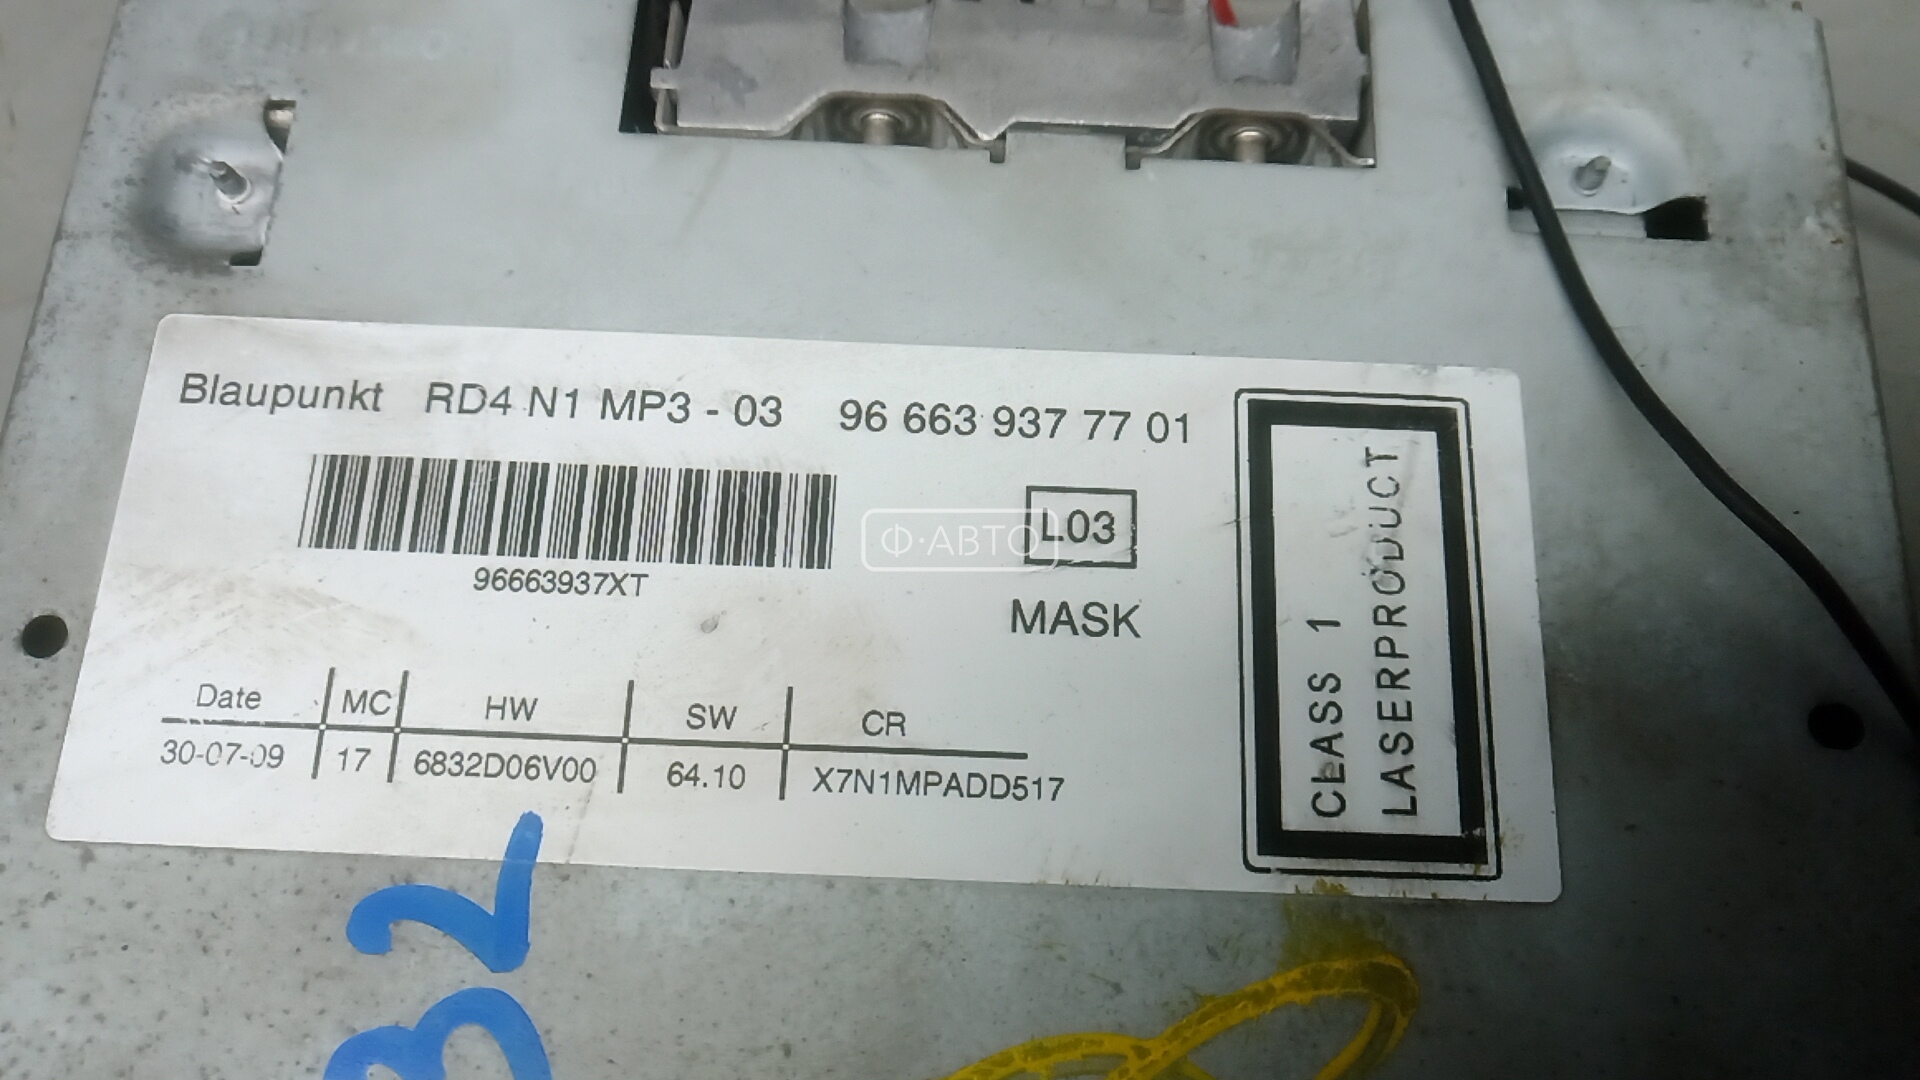 Blaupunkt RD4 N1 MP3 - 03 96 663 937 77 01
96663937XT
L03
MASK
Ф·АВТО
Date MC HW SW CR
30-07-09 17 6832D06V00 64.10 X7N1MPADD517
CLASS 1
LASERPRODUCT
32